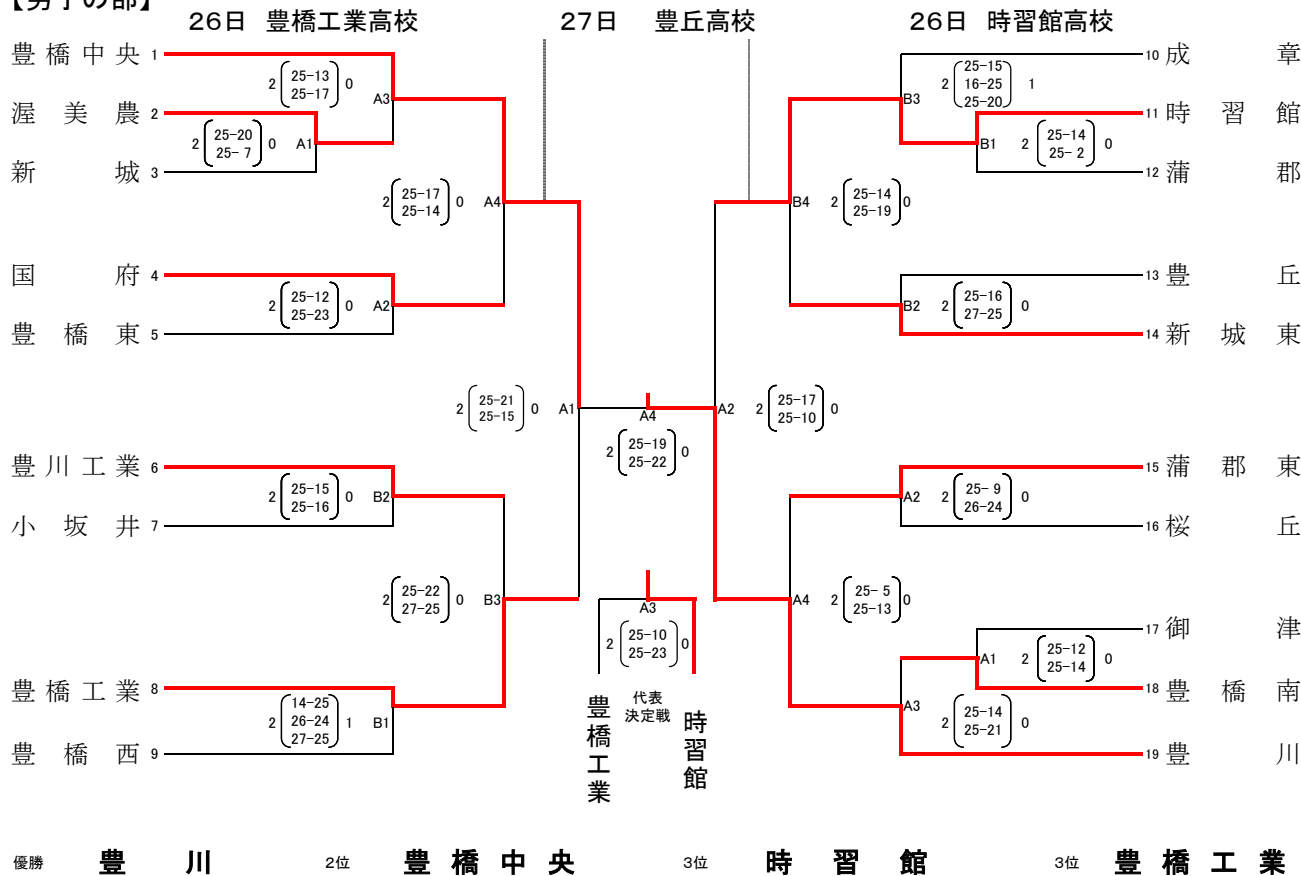 【男子の部】
26日 豊橋工業高校 27日 豊丘高校 26日 時習館高校
豊橋中央 1
2 25-13 25-17 0 A3
渥美農 2
2 25-20 25- 7 0 A1
新城 3
2 25-17 25-14 0 A4
国府 4
2 25-12 25-23 0 A2
豊橋東 5
2 25-21 25-15 0 A1
豊川工業 6
2 25-15 25-16 0 B2
小坂井 7
2 25-22 27-25 0 B3
豊橋工業 8
2 14-25 26-24 27-25 1 B1
豊橋西 9
A4
2 25-19 25-22 0
A3
2 25-10 25-23 0
豊橋工業
代表
決定戦
時習館
10 成章
B3 2 25-15 16-25 25-20 1
11 時習館
B1 2 25-14 25- 2 0
12 蒲郡
B4 2 25-14 25-19 0
13 豊丘
B2 2 25-16 27-25 0
14 新城東
A2 2 25-17 25-10 0
15 蒲郡東
A2 2 25- 9 26-24 0
16 桜丘
A4 2 25- 5 25-13 0
17 御津
A1 2 25-12 25-14 0
18 豊橋南
A3 2 25-14 25-21 0
19 豊川
優勝 豊川 2位 豊橋中央 3位 時習館 3位 豊橋工業